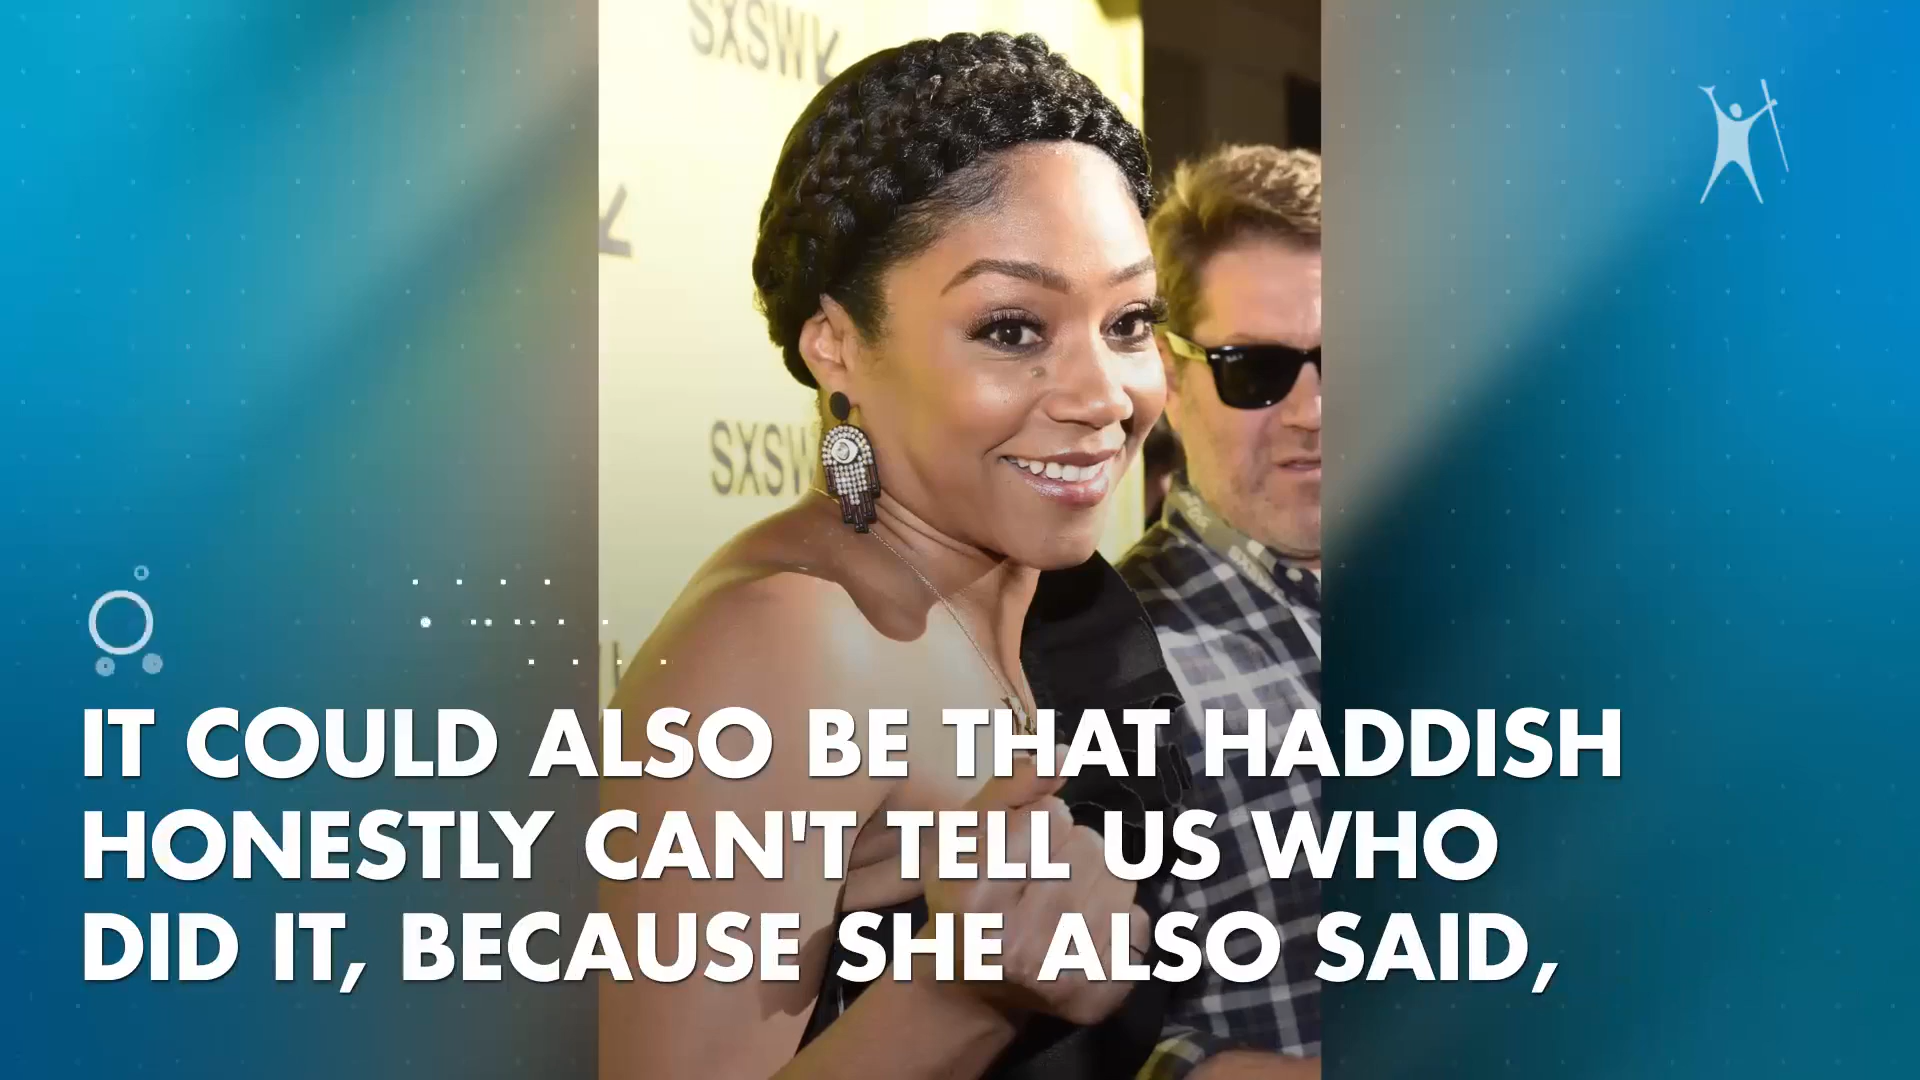 SXSW
SXSW
IT COULD ALSO BE THAT HADDISH
HONESTLY CAN'T TELL US WHO
DID IT, BECAUSE SHE ALSO SAID,